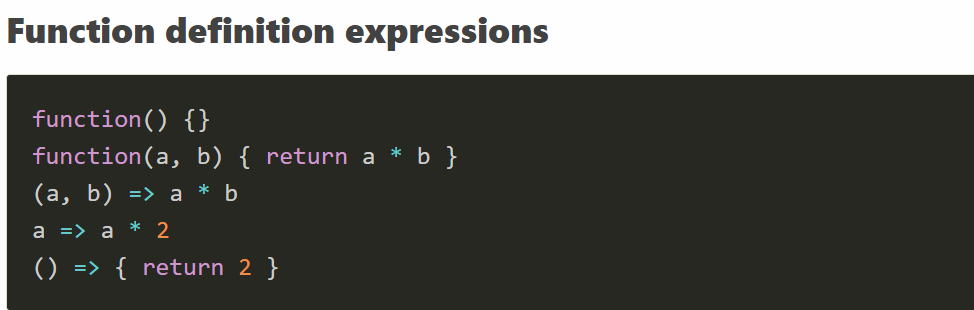 Function definition expressions
function() {}
function(a, b) { return a * b }
(a, b) => a * b
a => a * 2
() => { return 2 }